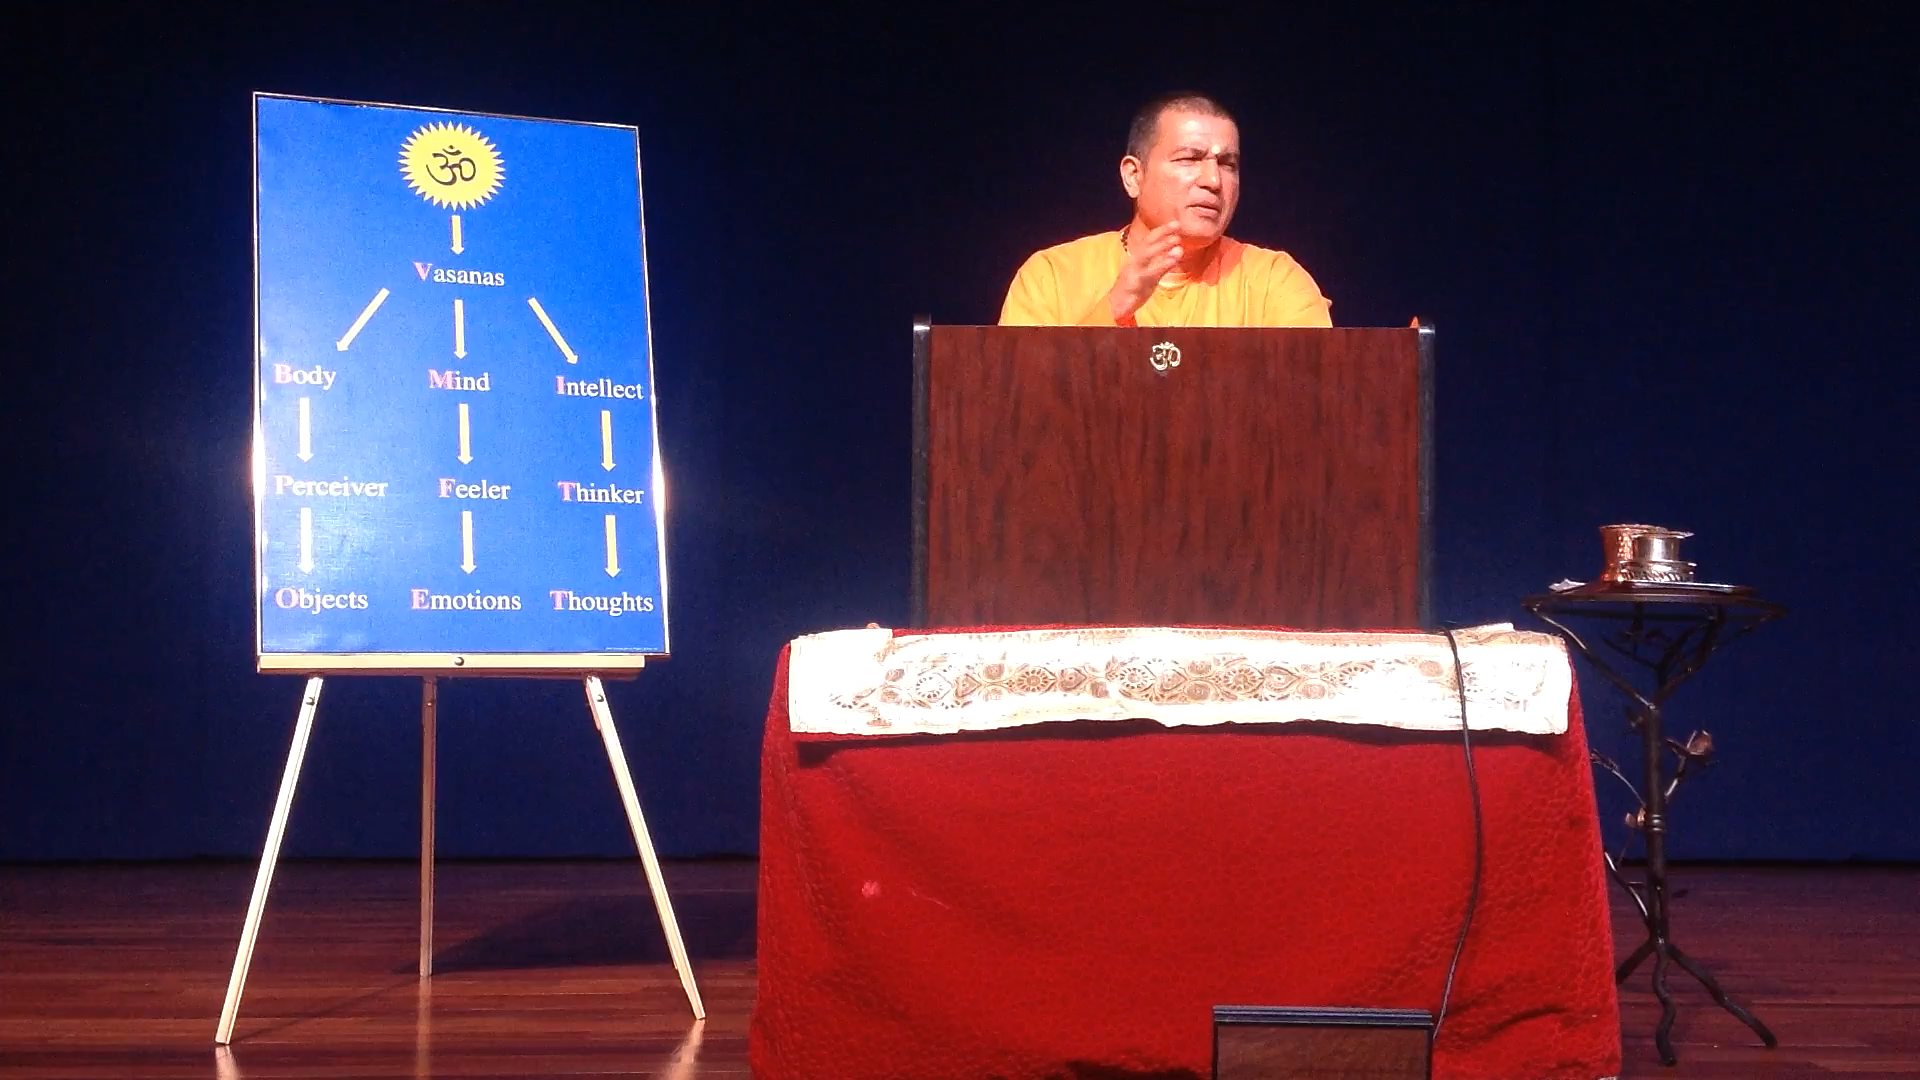 ॐ
Vasanas
Body Mind Intellect
Perceiver Feeler Thinker
Objects Emotions Thoughts
ॐ